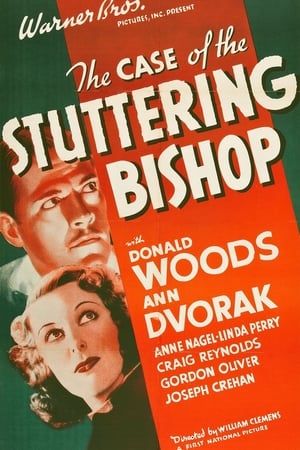 WARNER BROS.
PICTURES, INC. PRESENT
The CASE of the
STUTTERING
BISHOP
with
DONALD
WOODS
ANN
DVORAK
ANNE NAGEL-LINDA PERRY
CRAIG REYNOLDS
GORDON OLIVER
JOSEPH CREHAN
Directed by WILLIAM CLEMENS
A FIRST NATIONAL PICTURE